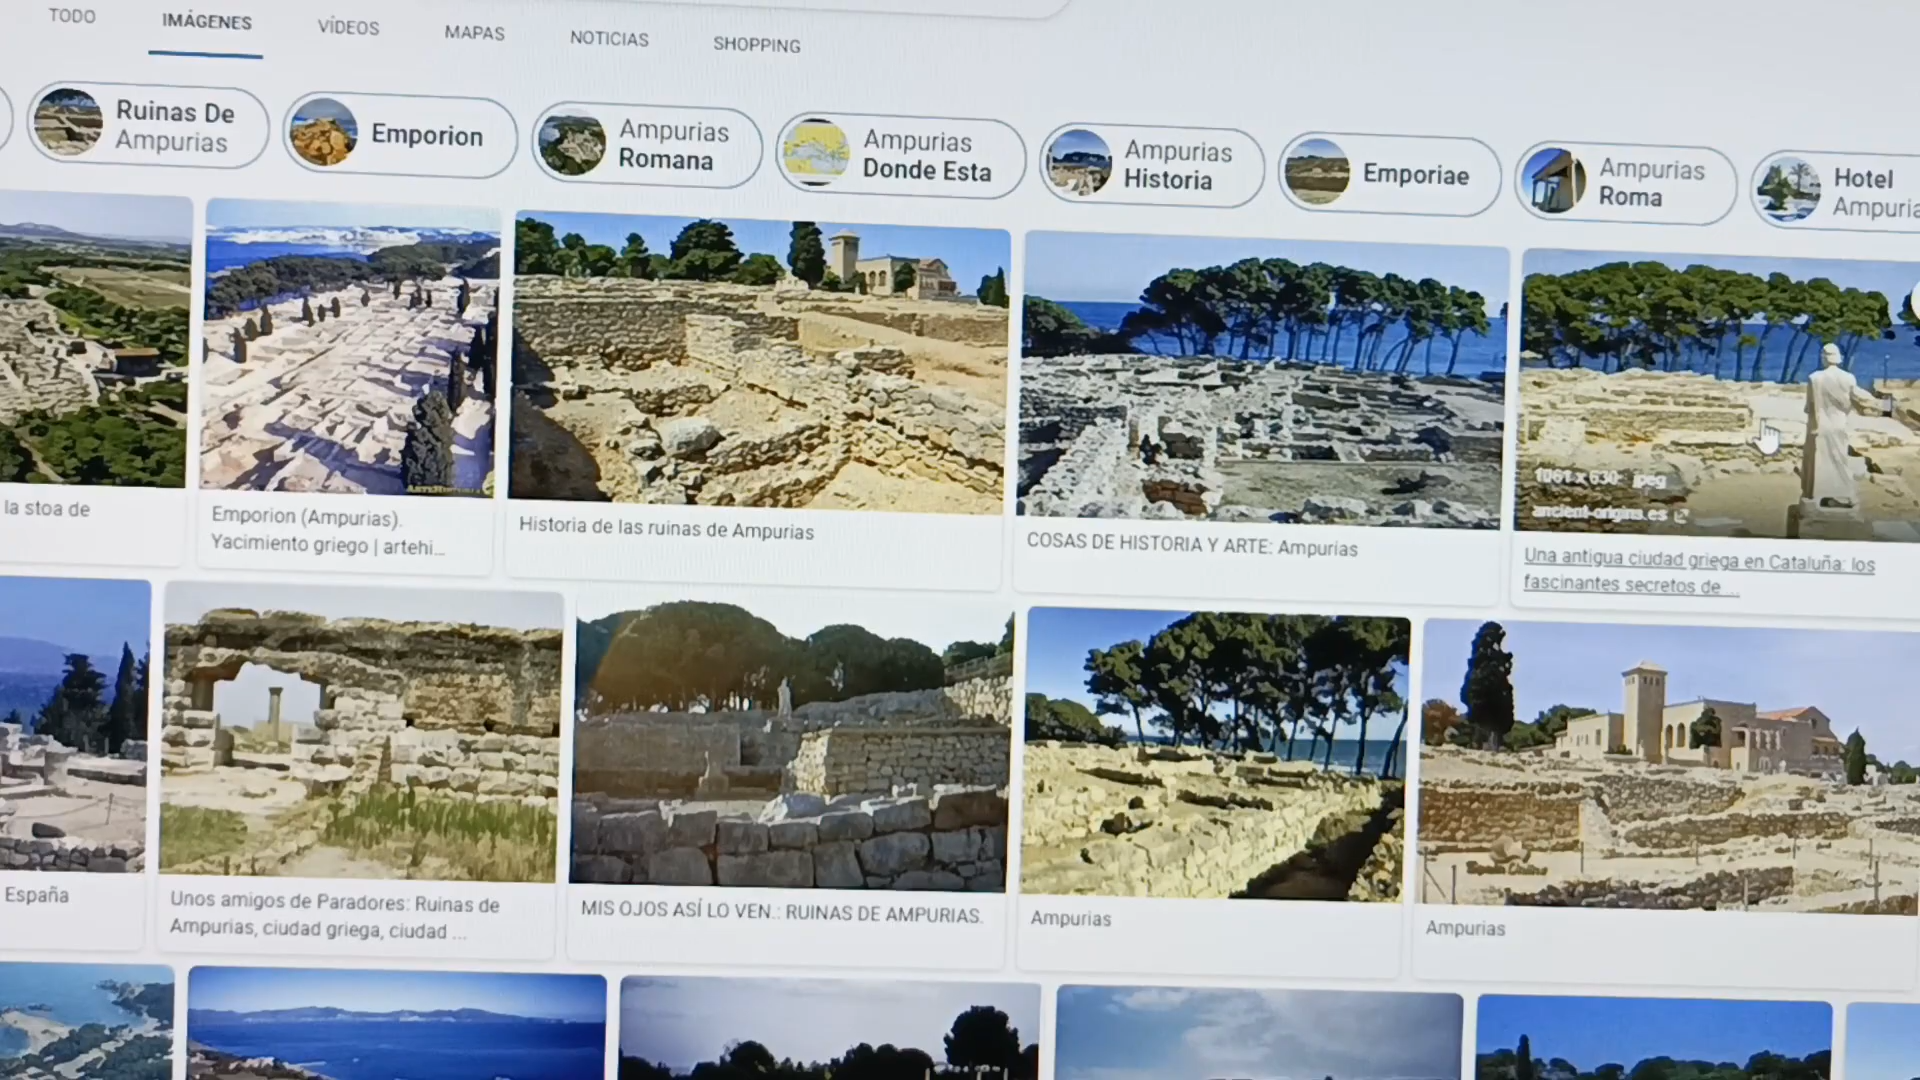 TODO
IMÁGENES
VÍDEOS
MAPAS
NOTICIAS
SHOPPING
Ruinas De
Ampurias
Emporion
Ampurias
Romana
Ampurias
Donde Esta
Ampurias
Historia
Emporiae
Ampurias
Roma
Hotel
la stoa de
Emporion (Ampurias).
Yacimiento griego | artehi...
Historia de las ruinas de Ampurias
COSAS DE HISTORIA Y ARTE: Ampurias
1061 x 630 · jpeg
ancient-origins.es
Una antigua ciudad griega en Cataluña: los
fascinantes secretos de ...
España
Unos amigos de Paradores: Ruinas de
Ampurias, ciudad griega, ciudad ...
MIS OJOS ASÍ LO VEN.: RUINAS DE AMPURIAS.
Ampurias
Ampurias